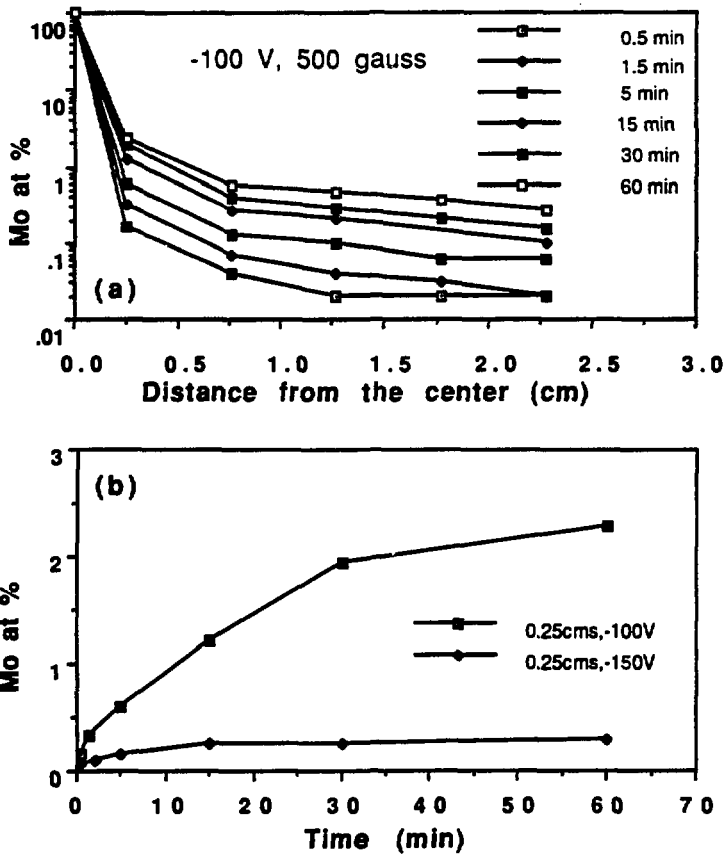 100
10
1
.1
.01
Mo at %
-100 V, 500 gauss
0.5 min
1.5 min
5 min
15 min
30 min
60 min
(a)
0.0 0.5 1.0 1.5 2.0 2.5 3.0
Distance from the center (cm)
3
2
1
0
Mo at %
(b)
0.25cms,-100V
0.25cms,-150V
0 10 20 30 40 50 60 70
Time (min)